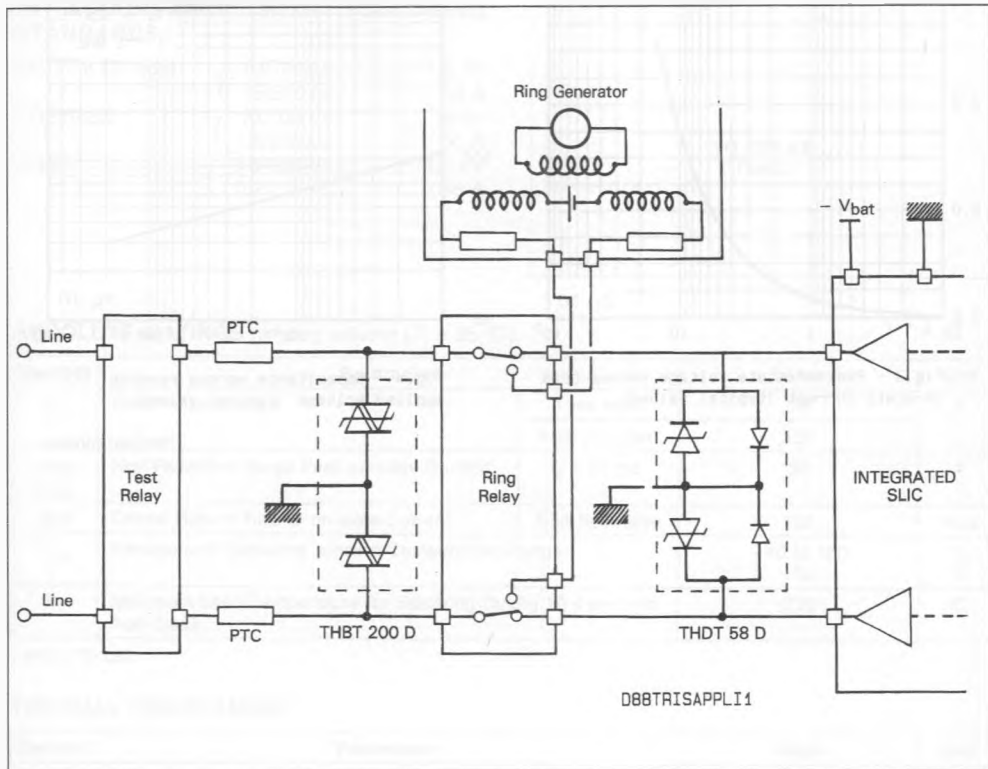 Ring Generator
– Vbat
Line
PTC
Test
Relay
Ring
Relay
INTEGRATED
SLIC
Line
PTC
THBT 200 D
THDT 58 D
D88TRISAPPLI1